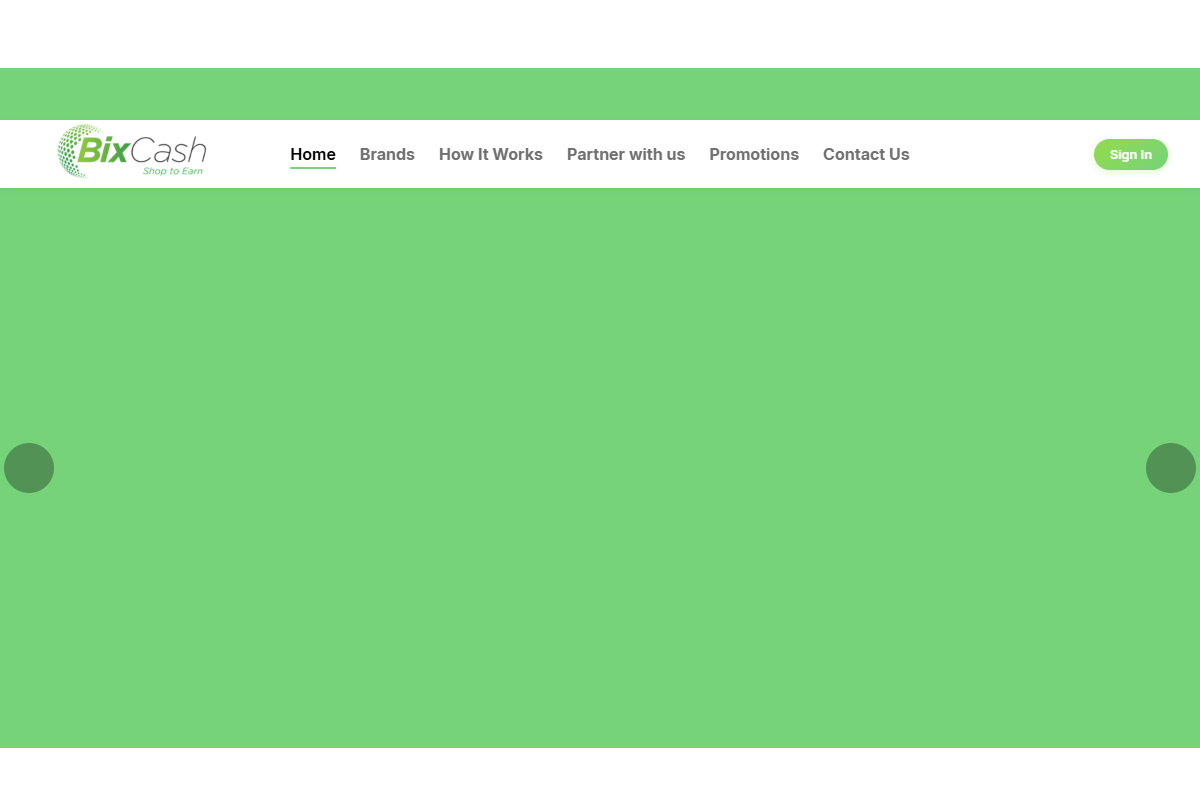 BixCash
Shop to Earn
Home Brands How It Works Partner with us Promotions Contact Us Sign In